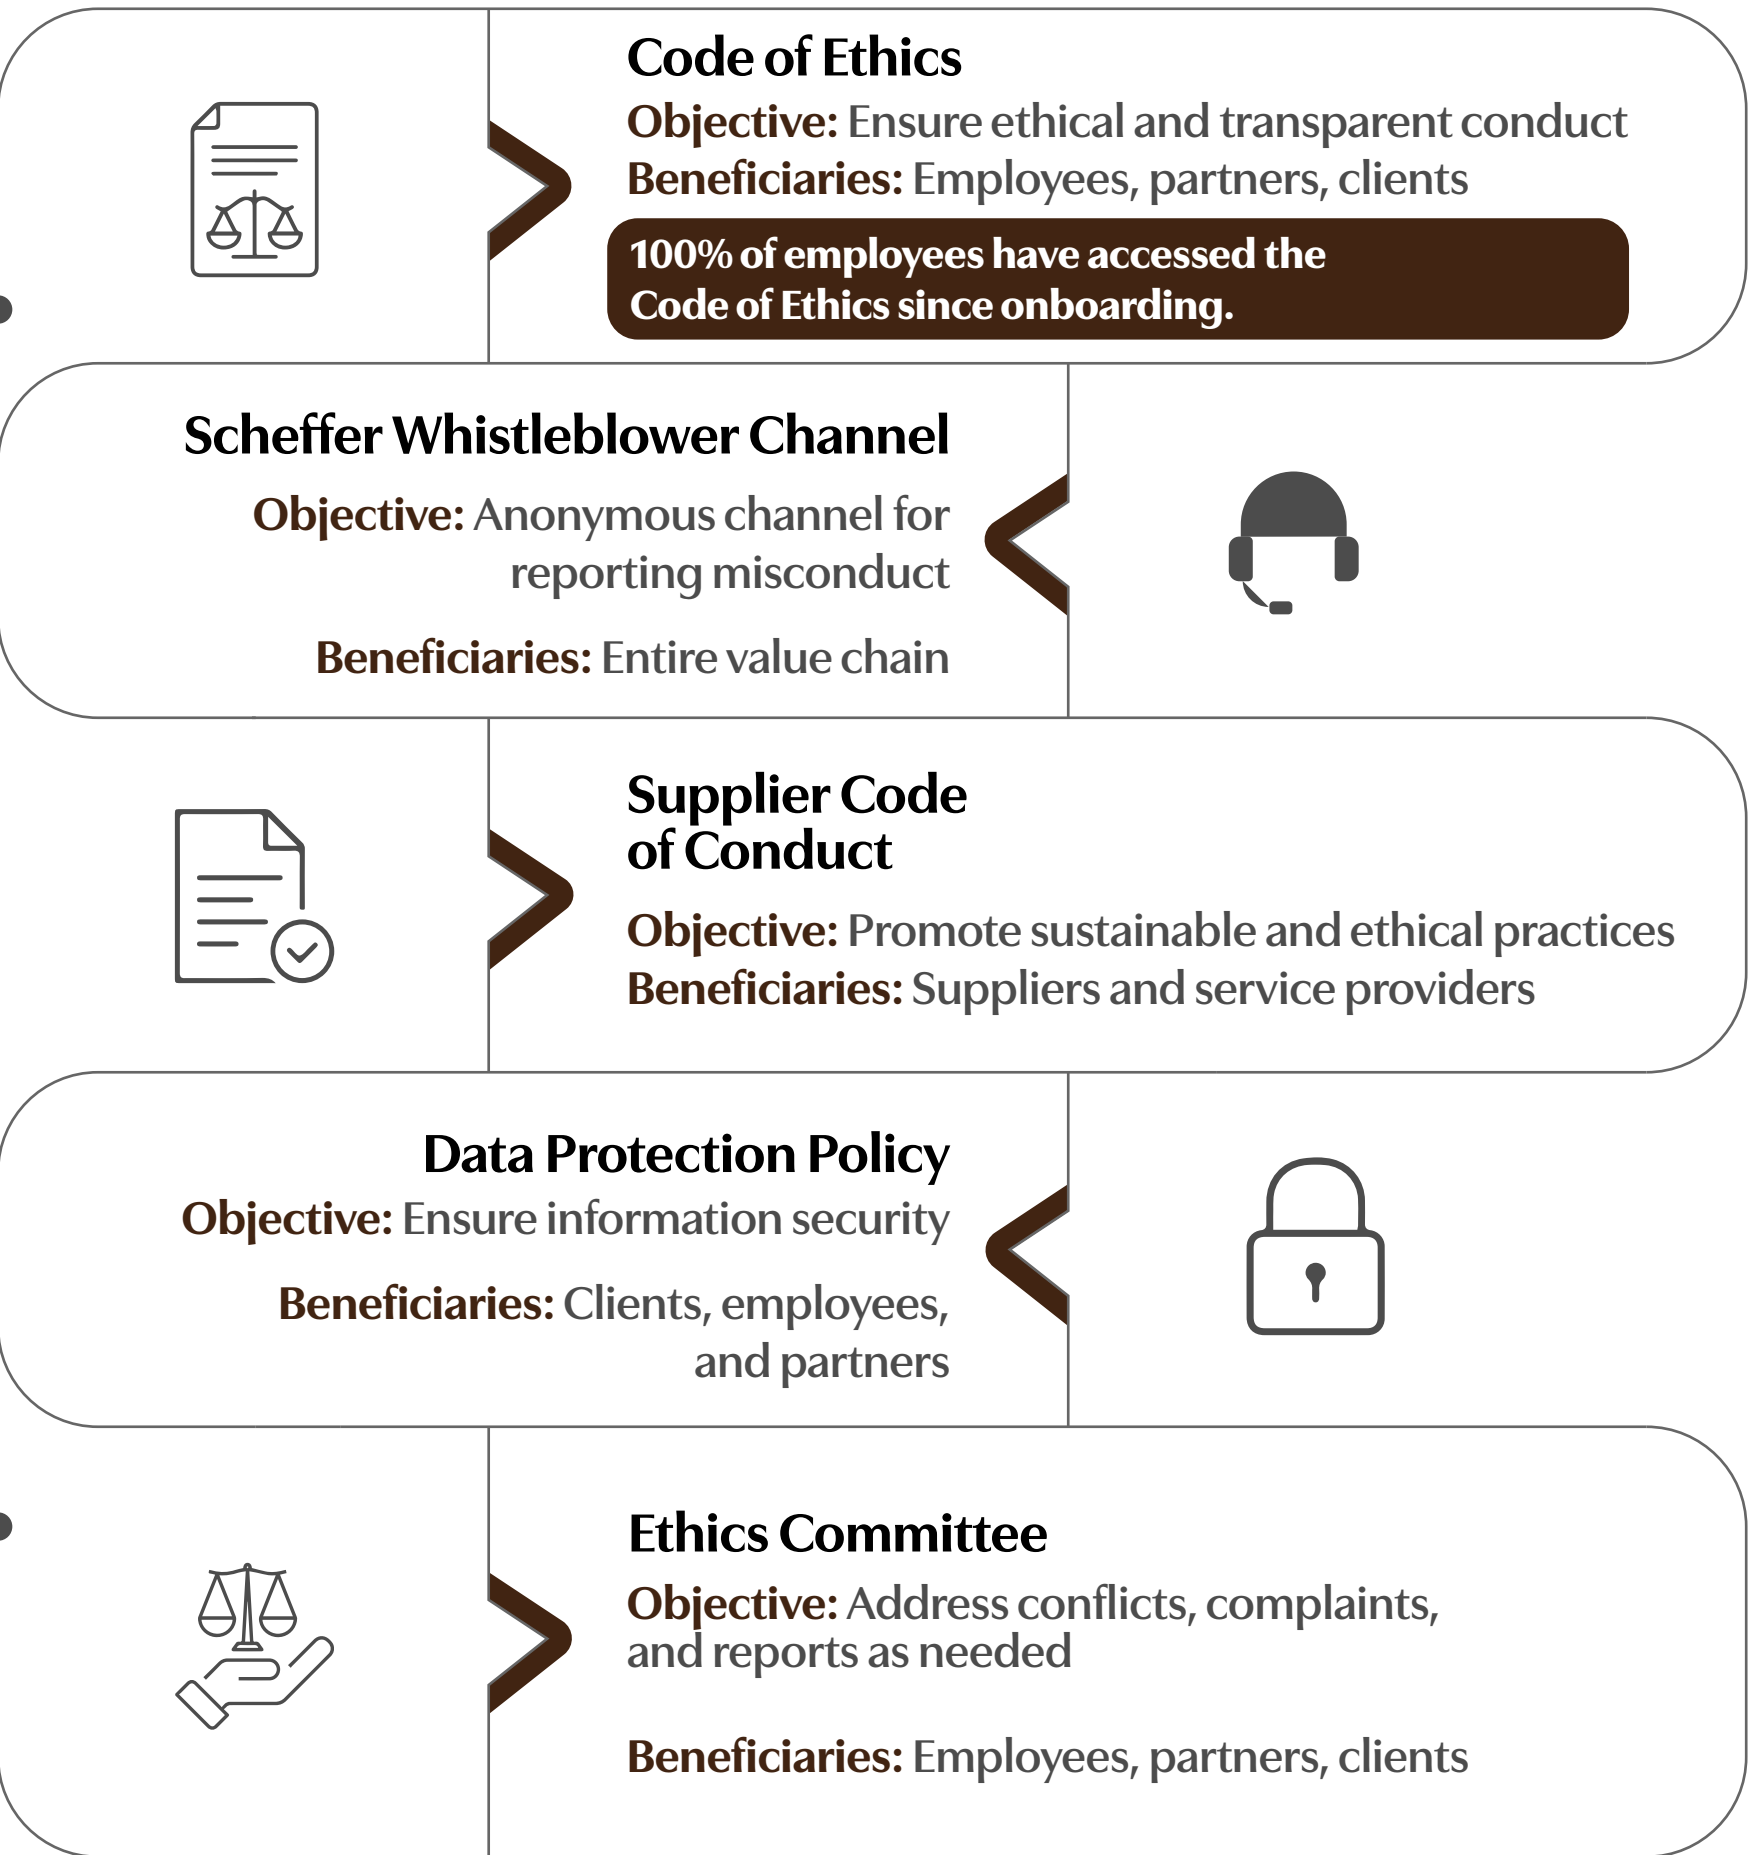 Code of Ethics
Objective: Ensure ethical and transparent conduct
Beneficiaries: Employees, partners, clients
100% of employees have accessed the
Code of Ethics since onboarding.
Scheffer Whistleblower Channel
Objective: Anonymous channel for
reporting misconduct
Beneficiaries: Entire value chain
Supplier Code
of Conduct
Objective: Promote sustainable and ethical practices
Beneficiaries: Suppliers and service providers
Data Protection Policy
Objective: Ensure information security
Beneficiaries: Clients, employees,
and partners
Ethics Committee
Objective: Address conflicts, complaints,
and reports as needed
Beneficiaries: Employees, partners, clients